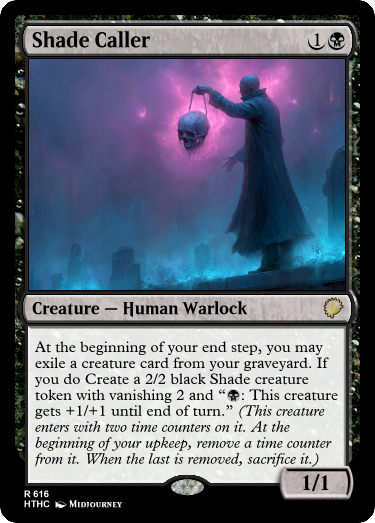 Shade Caller 1
Creature — Human Warlock
At the beginning of your end step, you may
exile a creature card from your graveyard. If
you do Create a 2/2 black Shade creature
token with vanishing 2 and “: This creature
gets +1/+1 until end of turn.” (This creature
enters with two time counters on it. At the
beginning of your upkeep, remove a time counter
from it. When the last is removed, sacrifice it.)
1/1
R 616
HTHC Midjourney